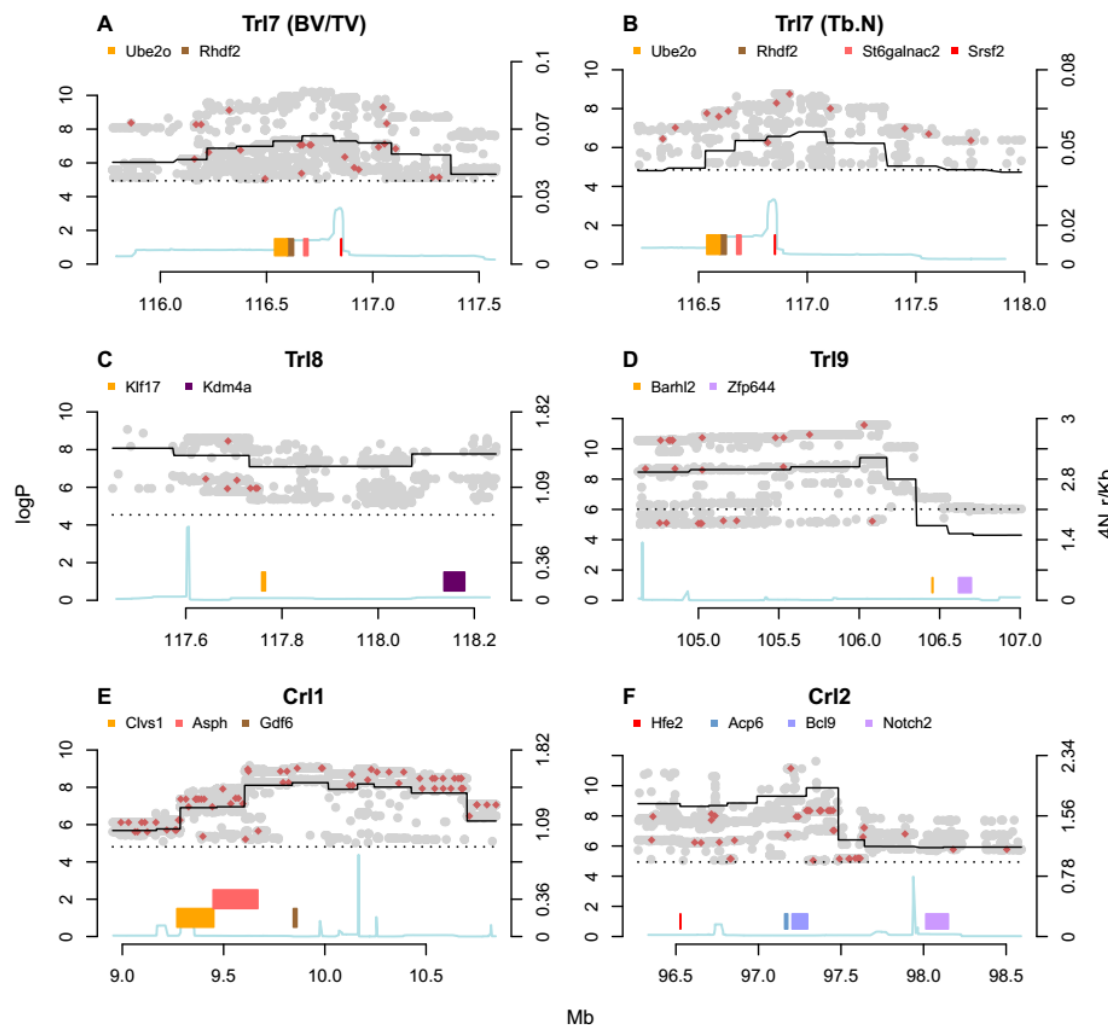 A Trl7 (BV/TV)
Ube2o Rhdf2
10
8
6
4
2
0
0.1
0.07
0.03
0
116.0 116.5 117.0 117.5
B Trl7 (Tb.N)
Ube2o Rhdf2 St6galnac2 Srsf2
10
8
6
4
2
0
0.08
0.05
0.02
0
116.5 117.0 117.5 118.0
C Trl8
Klf17 Kdm4a
10
8
6
4
2
0
1.82
1.09
0.36
0
117.6 117.8 118.0 118.2
D Trl9
Barhl2 Zfp644
10
8
6
4
2
0
3
2.8
1.4
0
105.0 105.5 106.0 106.5 107.0
logP
4N_r/Kb
E Crl1
Clvs1 Asph Gdf6
10
8
6
4
2
0
1.82
1.09
0.36
0
9.0 9.5 10.0 10.5
F Crl2
Hfe2 Acp6 Bcl9 Notch2
10
8
6
4
2
0
2.34
1.56
0.78
0
96.5 97.0 97.5 98.0 98.5
Mb